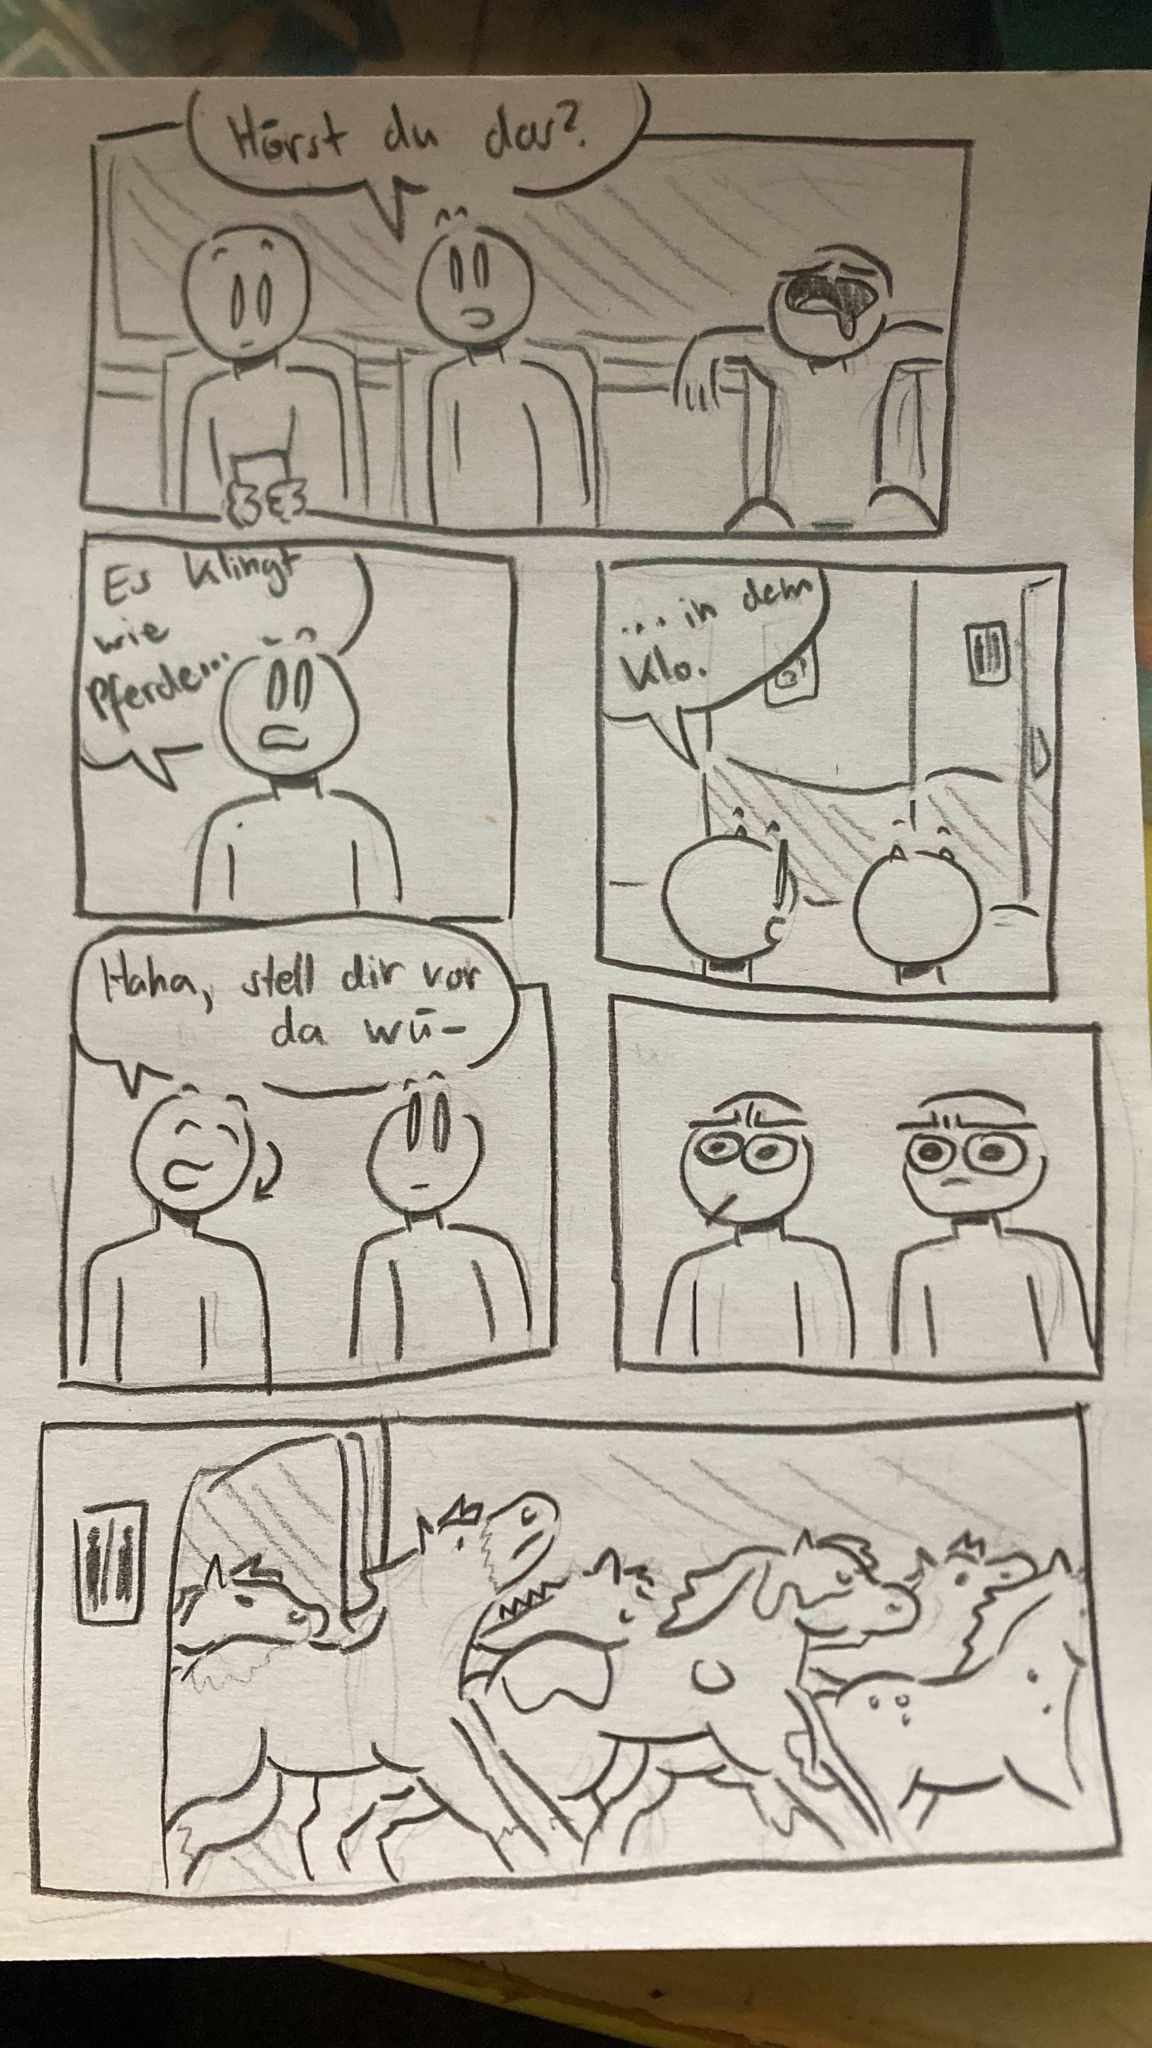 Hörst du das?
Es klingt
wie
Pferde...
... in dem
Klo.
Haha, stell dir vor
da wü-